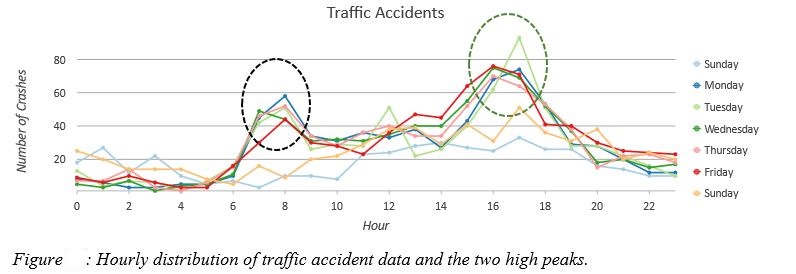 Traffic Accidents
Number of Crashes
80
60
40
20
0 2 4 6 8 10 12 14 16 18 20 22
Hour
Sunday
Monday
Tuesday
Wednesday
Thursday
Friday
Sunday
Figure : Hourly distribution of traffic accident data and the two high peaks.